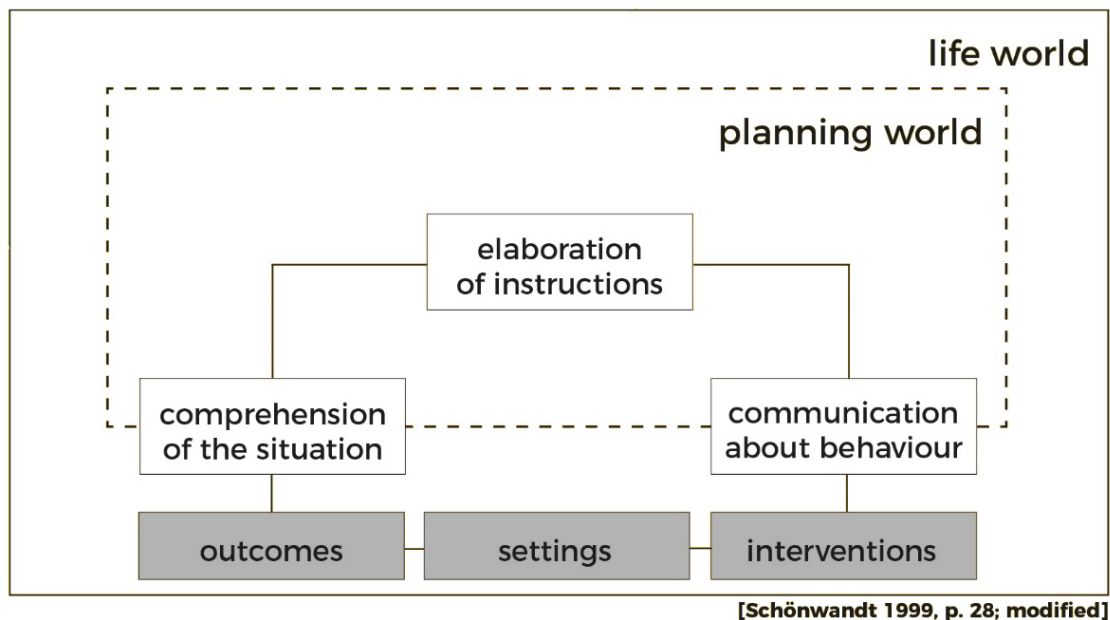 life world
planning world
elaboration
of instructions
comprehension
of the situation
communication
about behaviour
outcomes
settings
interventions
[Schönwandt 1999, p. 28; modified]